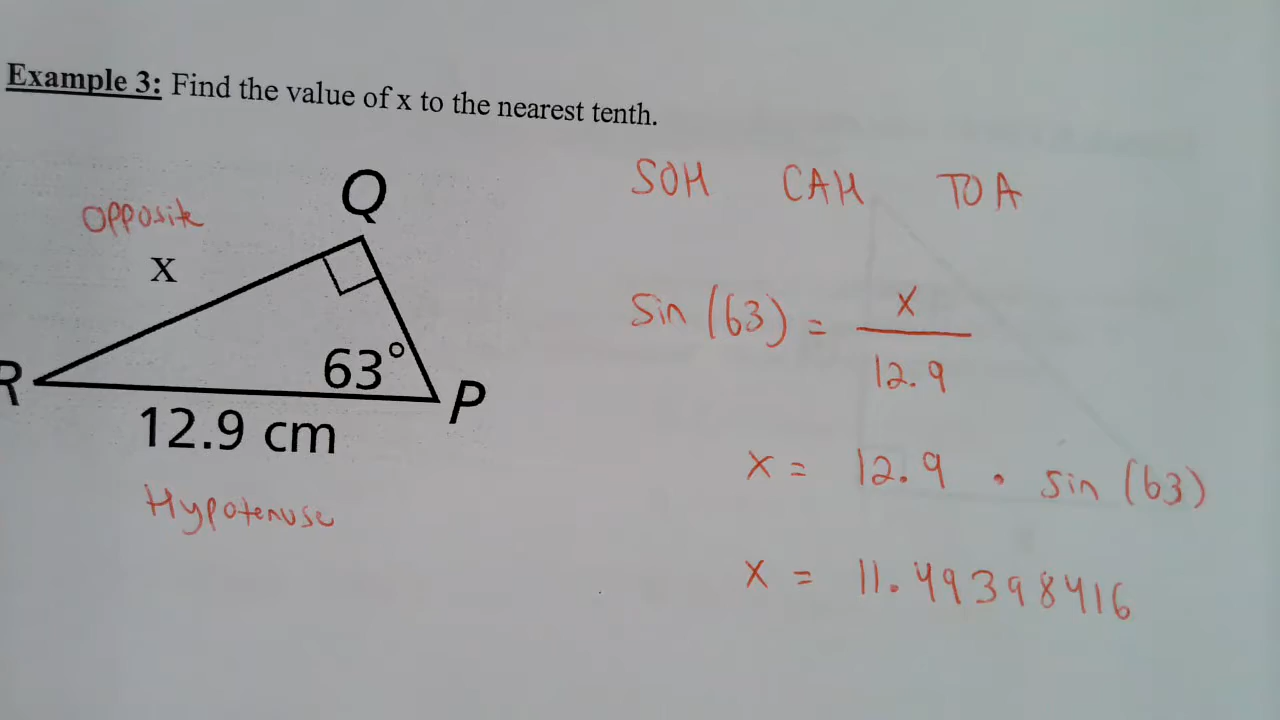 Example 3: Find the value of x to the nearest tenth.
SOH CAH TOA
Opposite
Q
x
sin (63) = x
12.9
R
63°
P
12.9 cm
x = 12.9 · sin (63)
Hypotenuse
x = 11.49398416